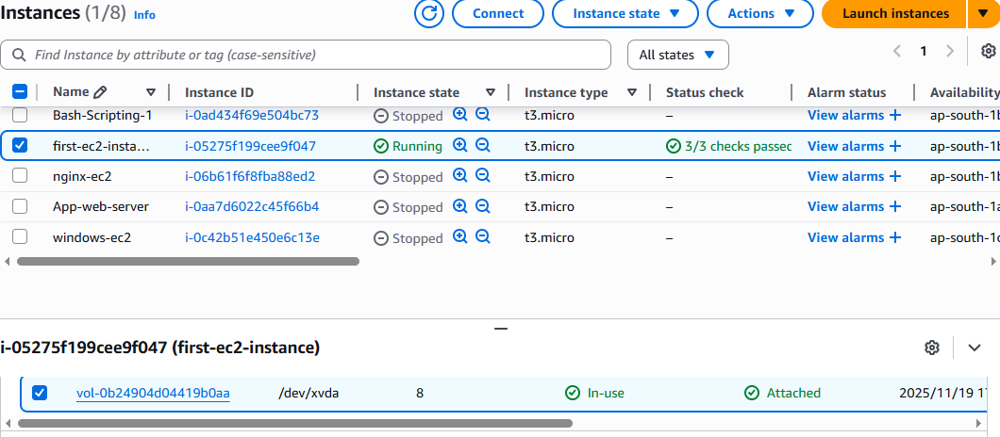 Instances (1/8) Info Connect Instance state Actions Launch instances
Find Instance by attribute or tag (case-sensitive) All states 1
Name Instance ID Instance state Instance type Status check Alarm status Availability
Bash-Scripting-1 i-0ad434f69e504bc73 Stopped t3.micro – View alarms + ap-south-1b
first-ec2-insta... i-05275f199cee9f047 Running t3.micro 3/3 checks passed View alarms + ap-south-1b
nginx-ec2 i-06b61f6f8fba88ed2 Stopped t3.micro – View alarms + ap-south-1b
App-web-server i-0aa7d6022c45f66b4 Stopped t3.micro – View alarms + ap-south-1a
windows-ec2 i-0c42b51e450e6c13e Stopped t3.micro – View alarms + ap-south-1c
i-05275f199cee9f047 (first-ec2-instance)
vol-0b24904d04419b0aa /dev/xvda 8 In-use Attached 2025/11/19